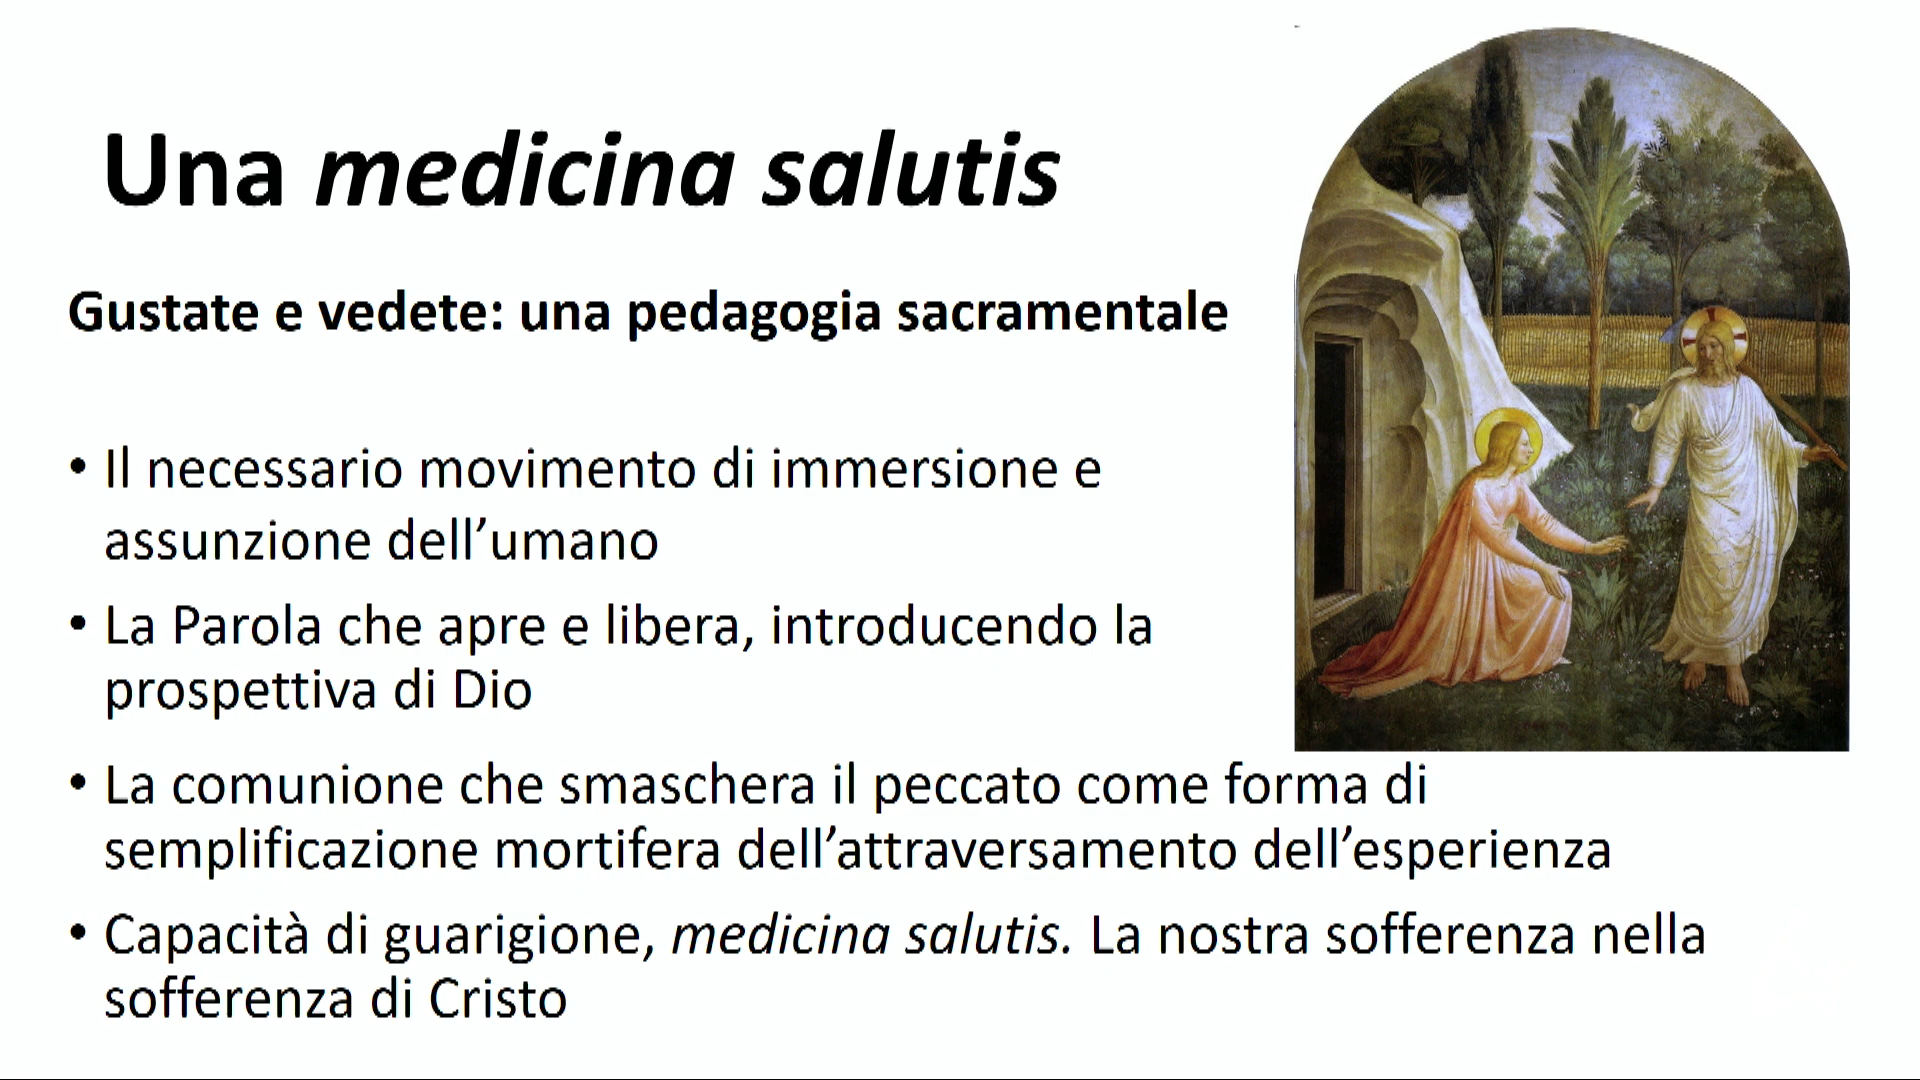 Una medicina salutis
Gustate e vedete: una pedagogia sacramentale
• Il necessario movimento di immersione e
assunzione dell’umano
• La Parola che apre e libera, introducendo la
prospettiva di Dio
• La comunione che smaschera il peccato come forma di
semplificazione mortifera dell’attraversamento dell’esperienza
• Capacità di guarigione, medicina salutis. La nostra sofferenza nella
sofferenza di Cristo